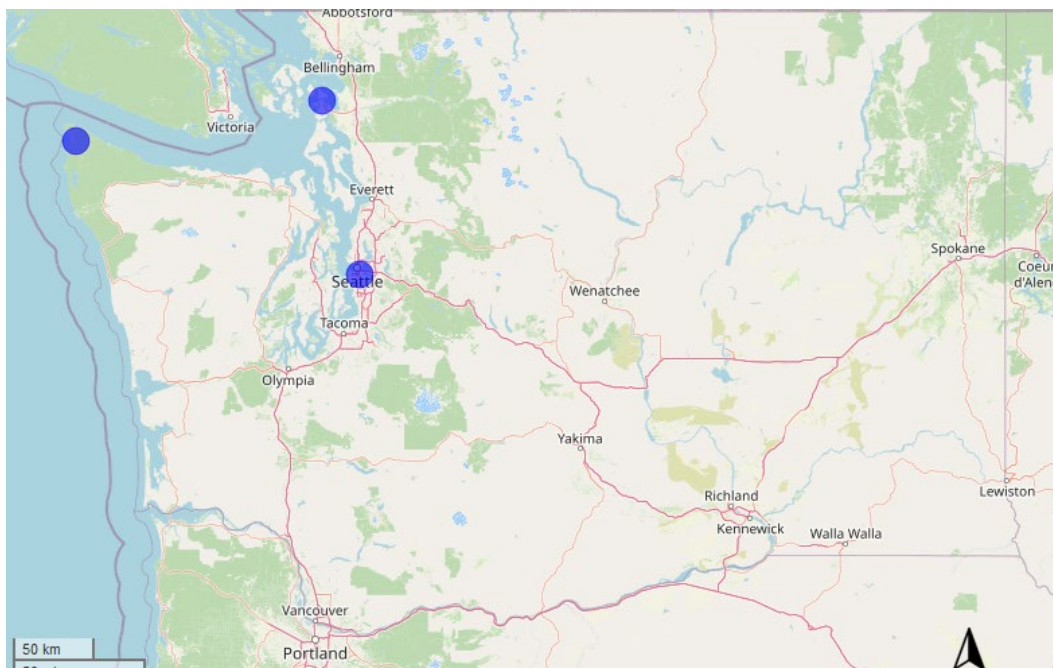 Abbotsford
Bellingham
Victoria
Everett
Spokane
Coeur
d'Alen
Seattle
Wenatchee
Tacoma
Olympia
Yakima
Lewiston
Richland
Kennewick
Walla Walla
Vancouver
50 km
Portland